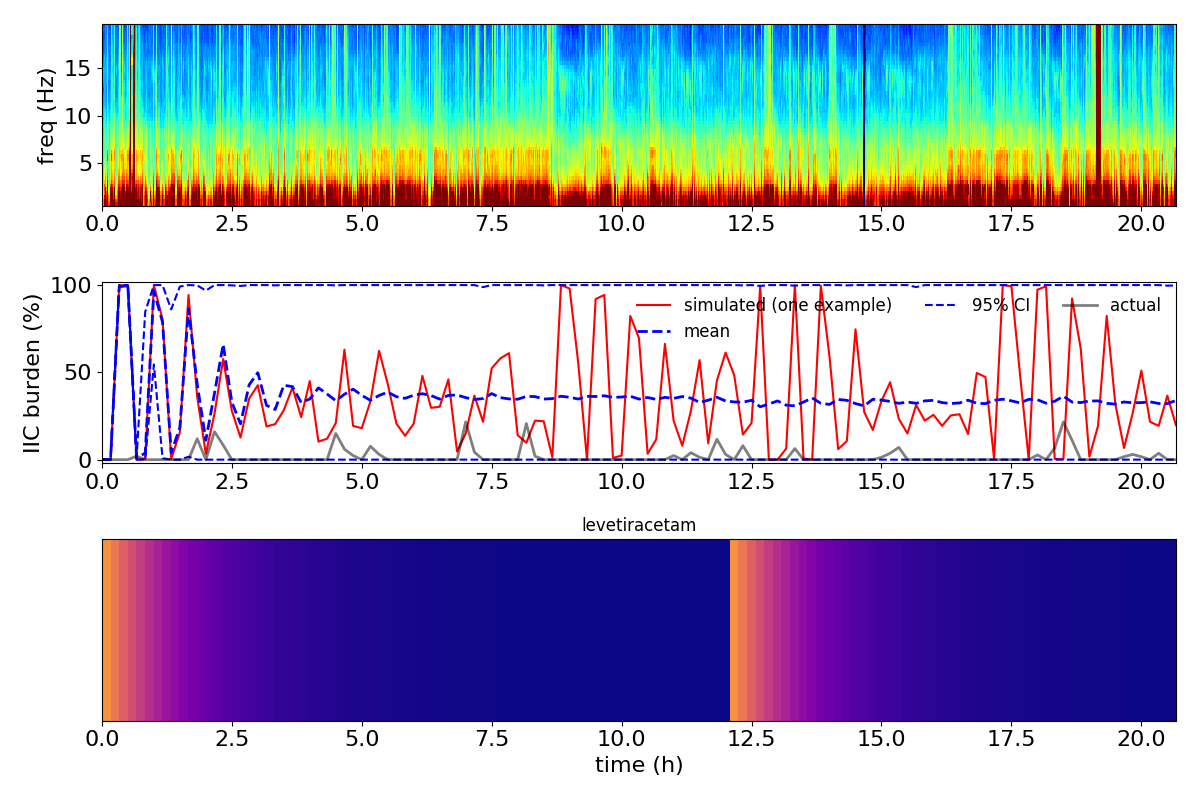 freq (Hz)
15
10
5
0.0 2.5 5.0 7.5 10.0 12.5 15.0 17.5 20.0
IIC burden (%)
100
50
0
simulated (one example) 95% CI actual
mean
0.0 2.5 5.0 7.5 10.0 12.5 15.0 17.5 20.0
levetiracetam
0.0 2.5 5.0 7.5 10.0 12.5 15.0 17.5 20.0
time (h)